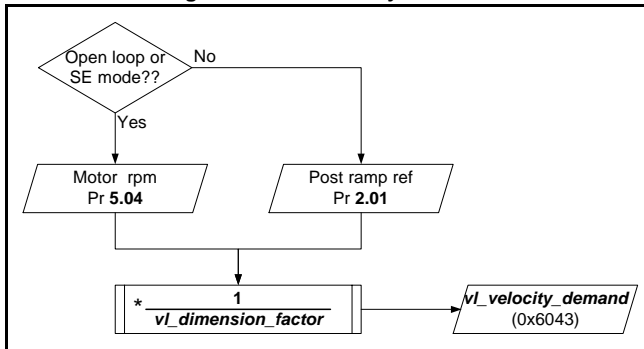 Open loop or
SE mode??
No
Yes
Motor rpm
Pr 5.04
Post ramp ref
Pr 2.01
* 1
vl_dimension_factor
vl_velocity_demand
(0x6043)